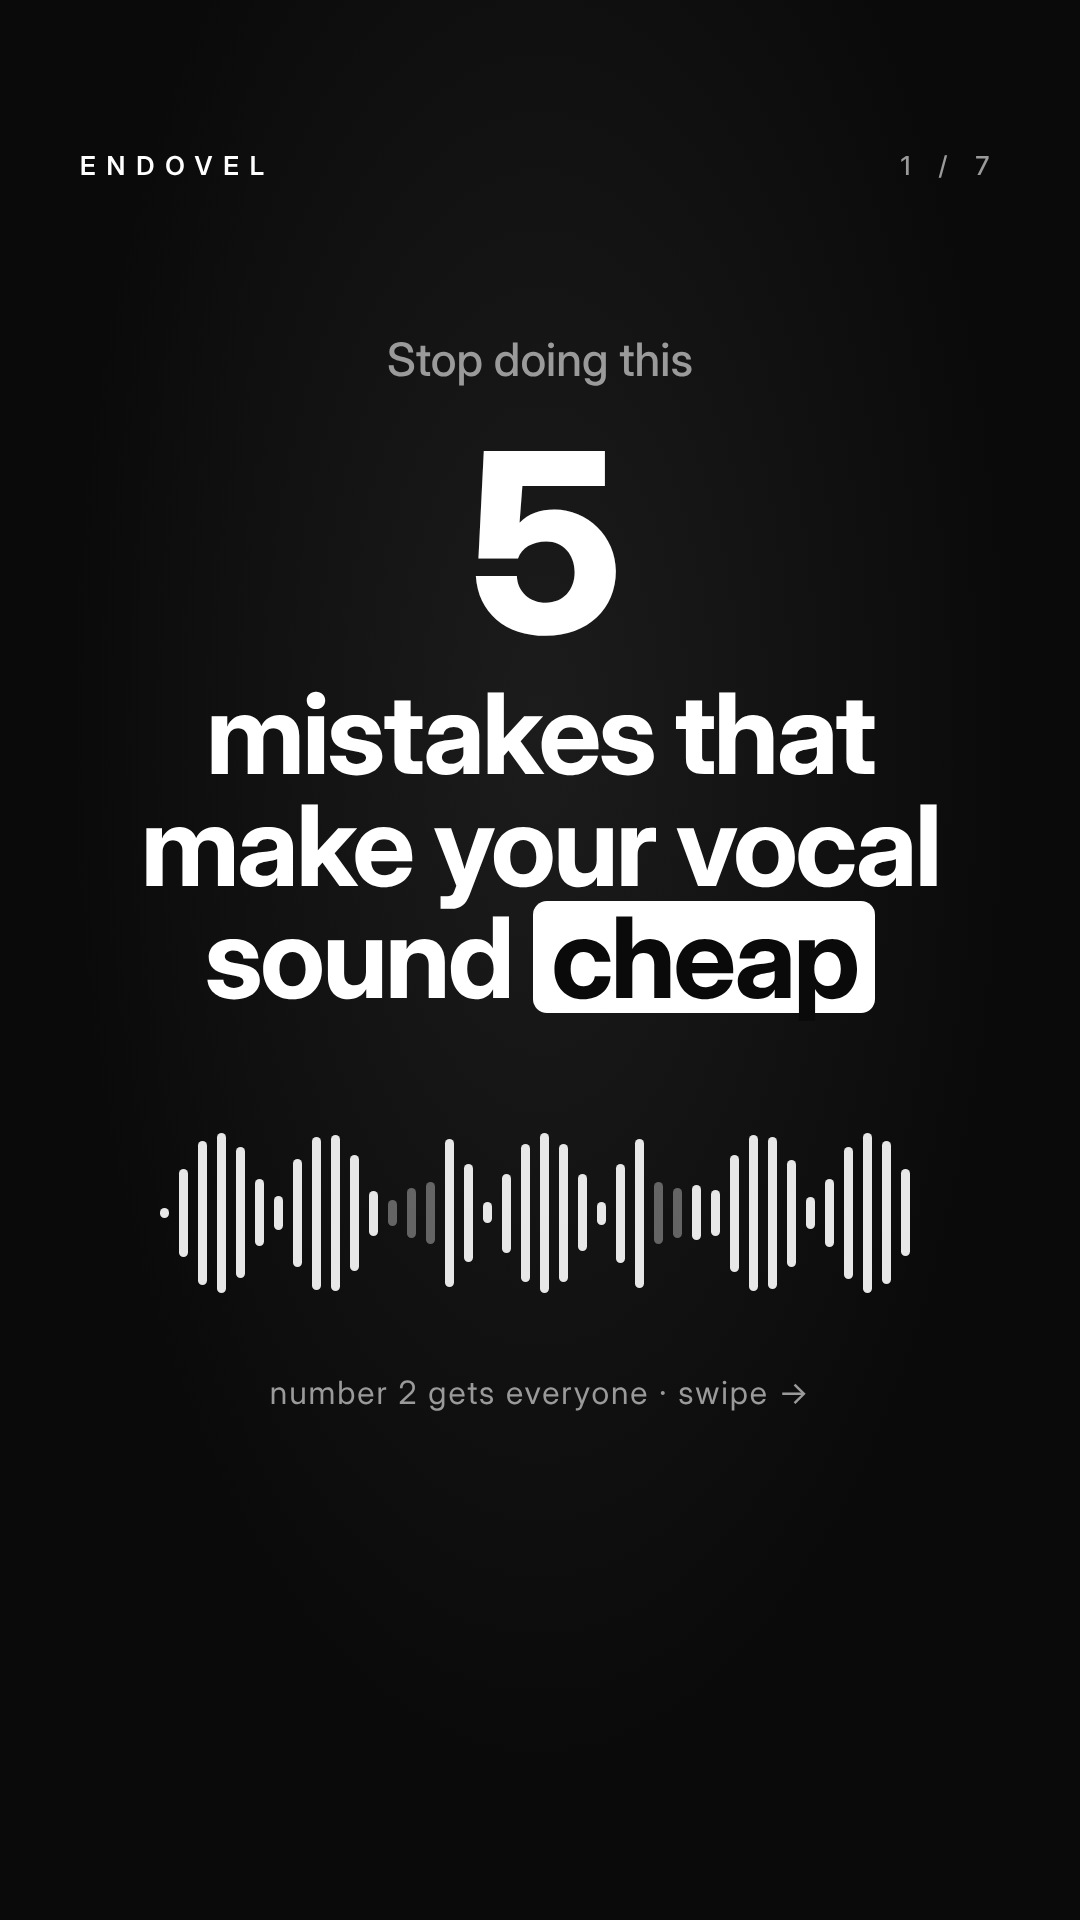 ENDOVEL
1 / 7
Stop doing this
5
mistakes that
make your vocal
sound cheap
number 2 gets everyone · swipe →